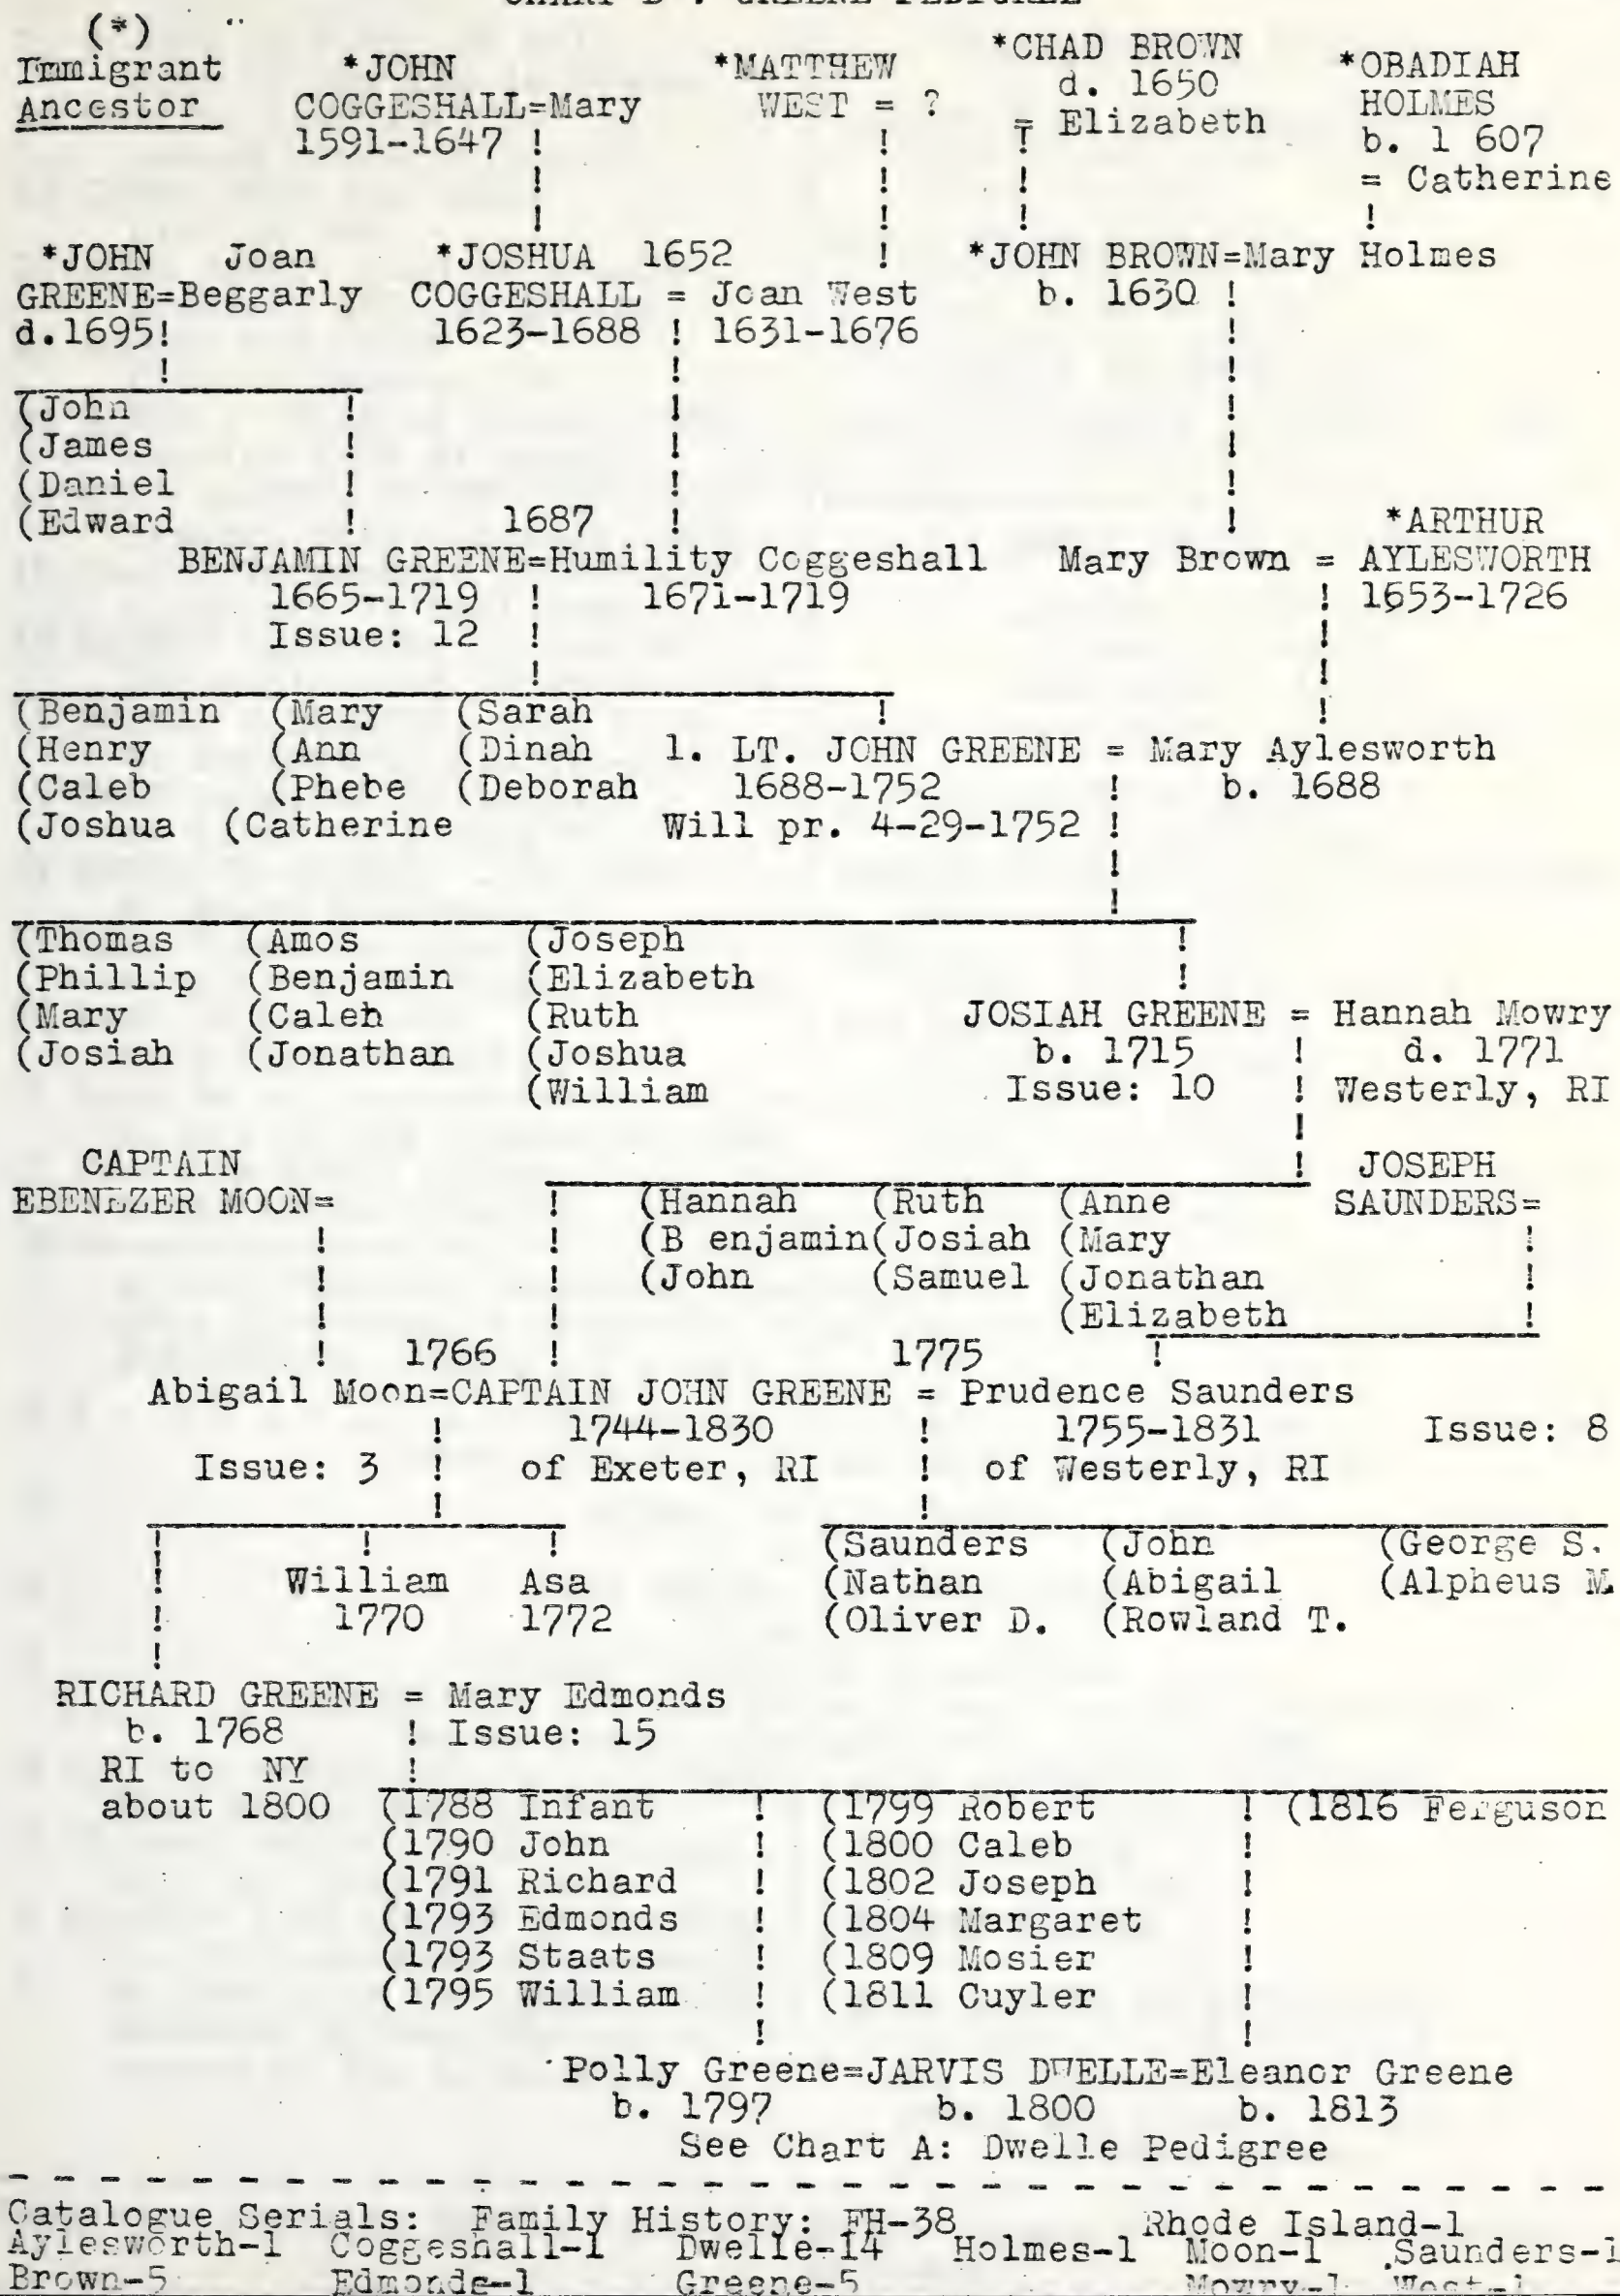 CHART B : GREENE PEDIGREE
(*)
Immigrant *JOHN *MATTHEW *CHAD BROWN *OBADIAH
Ancestor COGGESHALL=Mary WEST = ? d. 1650 HOLMES
1591-1647 ! ! = Elizabeth b. 1 607
! ! ! = Catherine
! ! ! !
*JOHN Joan *JOSHUA 1652 ! *JOHN BROWN=Mary Holmes
GREENE=Beggarly COGGESHALL = Joan West b. 1630 !
d.1695! 1623-1688 ! 1631-1676 !
! ! !
(John ! ! !
(James ! ! !
(Daniel ! ! !
(Edward ! 1687 ! ! *ARTHUR
BENJAMIN GREENE=Humility Coggeshall Mary Brown = AYLESWORTH
1665-1719 ! 1671-1719 ! 1653-1726
Issue: 12 ! !
! !
(Benjamin (Mary (Sarah ! !
(Henry (Ann (Dinah 1. LT. JOHN GREENE = Mary Aylesworth
(Caleb (Phebe (Deborah 1688-1752 ! b. 1688
(Joshua (Catherine Will pr. 4-29-1752 !
!
!
(Thomas (Amos (Joseph !
(Phillip (Benjamin (Elizabeth !
(Mary (Caleb (Ruth JOSIAH GREENE = Hannah Mowry
(Josiah (Jonathan (Joshua b. 1715 ! d. 1771
(William Issue: 10 ! Westerly, RI
!
CAPTAIN ! JOSEPH
EBENEZER MOON= ! (Hannah (Ruth (Anne SAUNDERS=
! ! (B enjamin(Josiah (Mary !
! ! (John (Samuel (Jonathan !
! ! (Elizabeth !
! 1766 ! 1775 !
Abigail Moon=CAPTAIN JOHN GREENE = Prudence Saunders
! 1744-1830 ! 1755-1831 Issue: 8
Issue: 3 ! of Exeter, RI ! of Westerly, RI
! !
! ! ! (Saunders (John (George S.
! William Asa (Nathan (Abigail (Alpheus M.
! 1770 1772 (Oliver D. (Rowland T.
!
RICHARD GREENE = Mary Edmonds
b. 1768 ! Issue: 15
RI to NY !
about 1800 (1788 Infant ! (1799 Robert ! (1816 Ferguson
(1790 John ! (1800 Caleb !
(1791 Richard ! (1802 Joseph !
(1793 Edmonds ! (1804 Margaret !
(1793 Staats ! (1809 Mosier !
(1795 William ! (1811 Cuyler !
! !
Polly Greene=JARVIS DWELLE=Eleanor Greene
b. 1797 b. 1800 b. 1813
See Chart A: Dwelle Pedigree
Catalogue Serials: Family History: FH-38 Rhode Island-1
Aylesworth-1 Coggeshall-1 Dwelle-14 Holmes-1 Moon-1 Saunders-1
Brown-5 Edmonds-1 Greene-5 Mowry-1 West-1